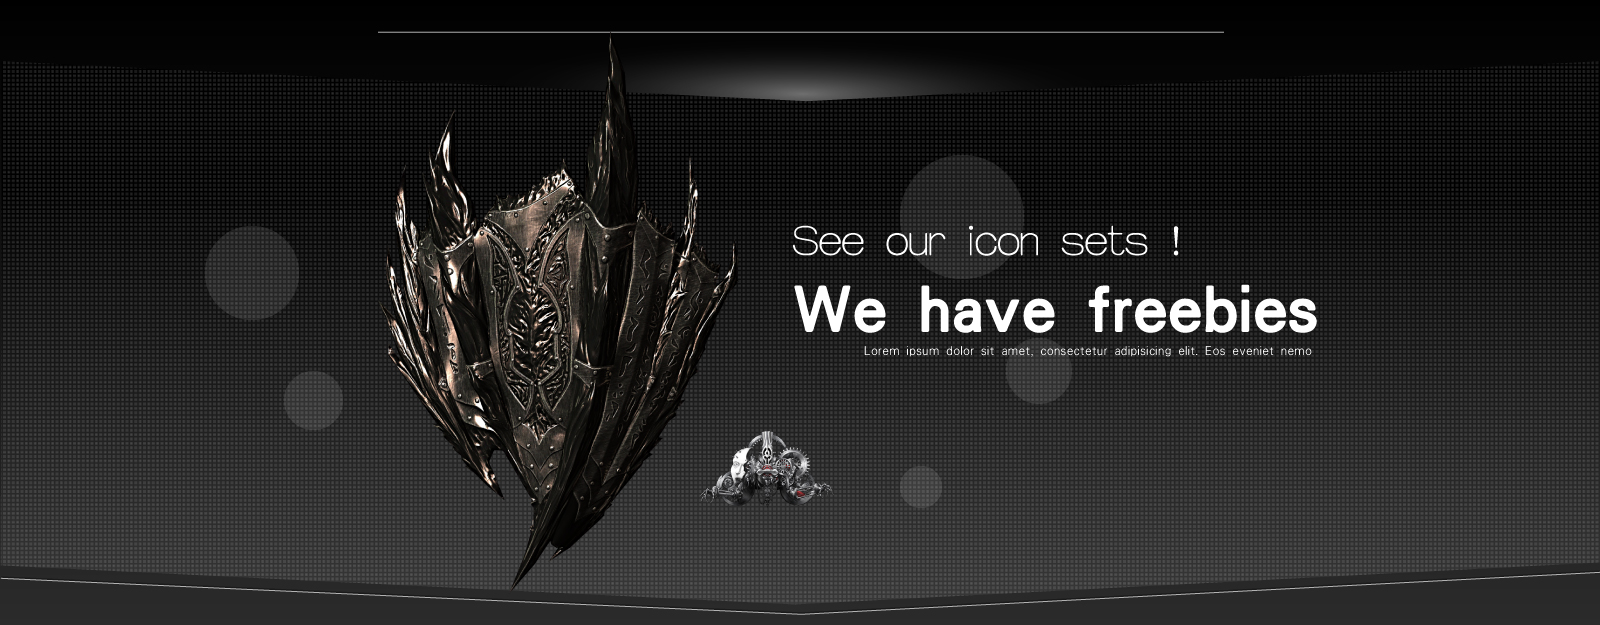 See our icon sets !
We have freebies
Lorem ipsum dolor sit amet, consectetur adipisicing elit. Eos eveniet nemo